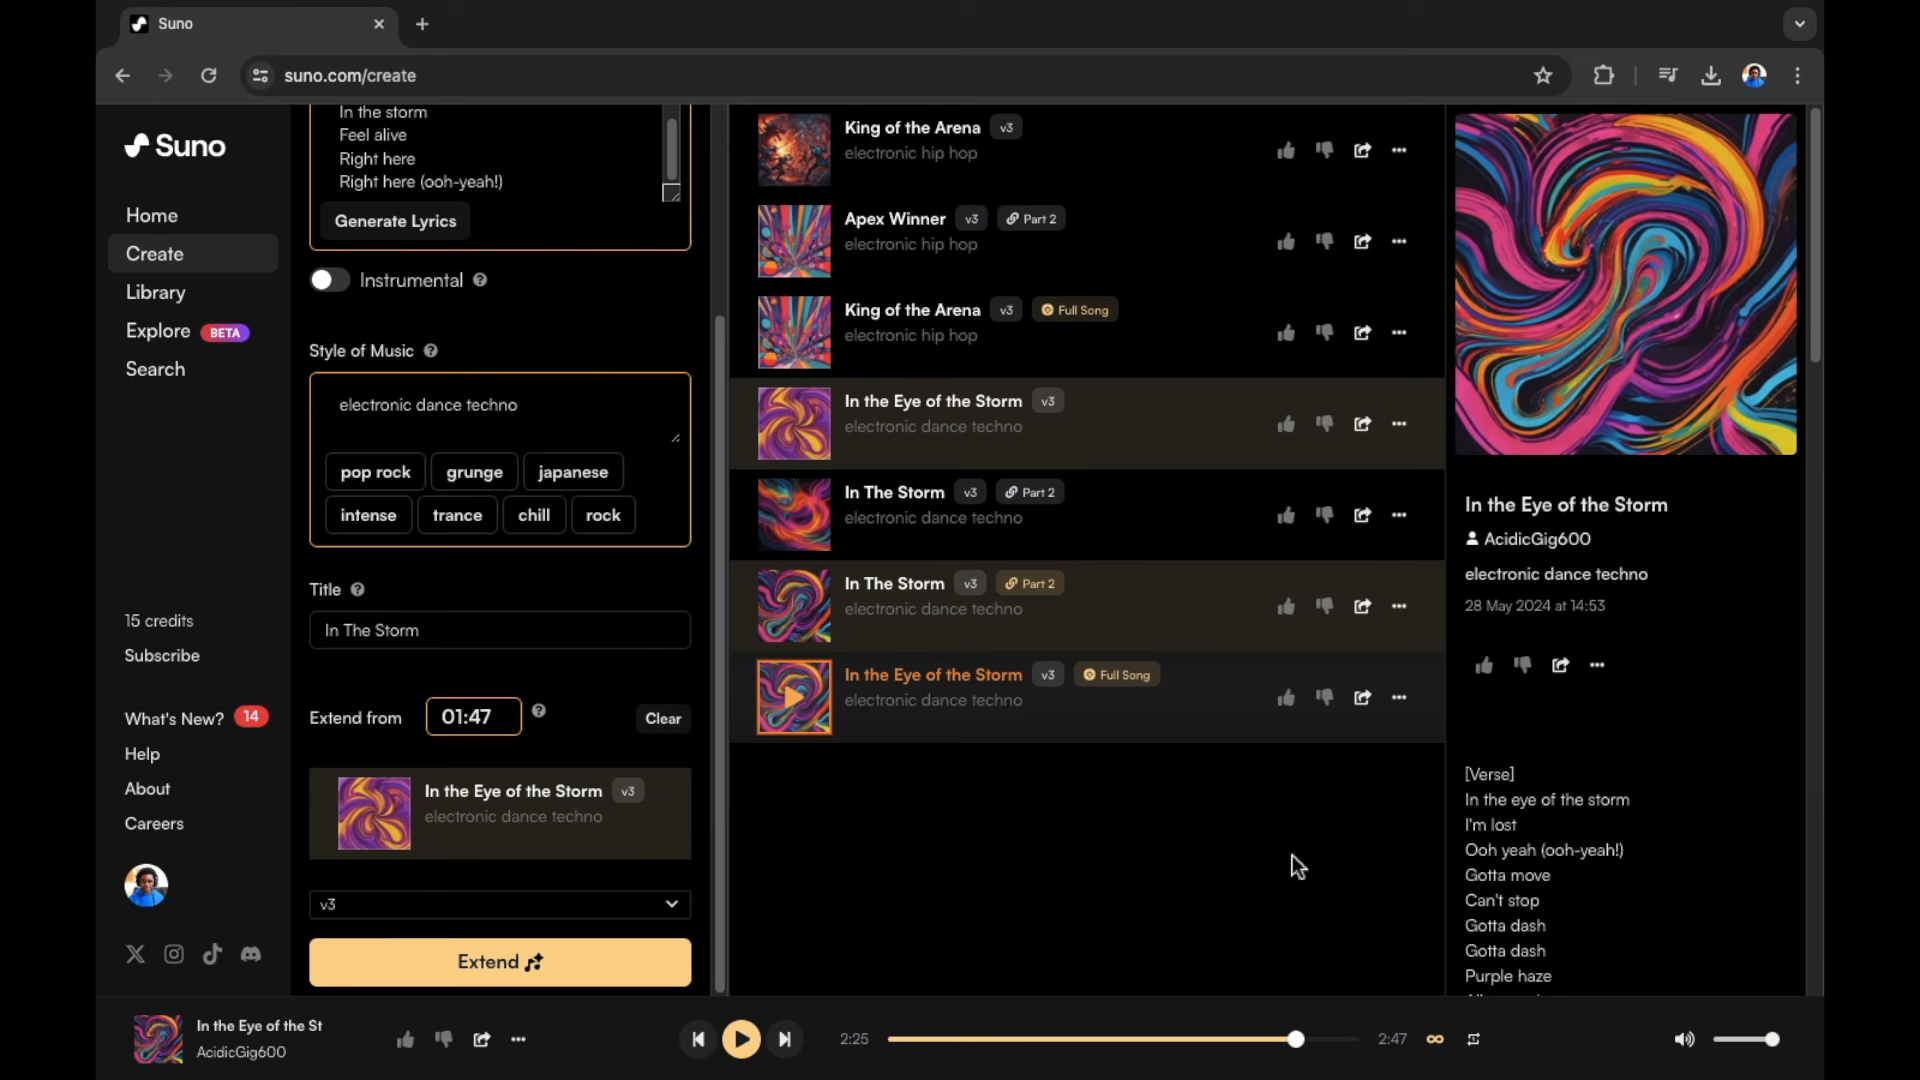 Suno
suno.com/create
Suno
Home
Create
Library
Explore BETA
Search
15 credits
Subscribe
What's New? 14
Help
About
Careers
In the storm
Feel alive
Right here
Right here (ooh-yeah!)
Generate Lyrics
Instrumental ?
Style of Music ?
electronic dance techno
pop rock grunge japanese
intense trance chill rock
Title ?
In The Storm
Extend from 01:47 ? Clear
In the Eye of the Storm v3
electronic dance techno
v3
Extend
King of the Arena v3
electronic hip hop
Apex Winner v3 Part 2
electronic hip hop
King of the Arena v3 Full Song
electronic hip hop
In the Eye of the Storm v3
electronic dance techno
In The Storm v3 Part 2
electronic dance techno
In The Storm v3 Part 2
electronic dance techno
In the Eye of the Storm v3 Full Song
electronic dance techno
In the Eye of the Storm
AcidicGig600
electronic dance techno
28 May 2024 at 14:53
[Verse]
In the eye of the storm
I'm lost
Ooh yeah (ooh-yeah!)
Gotta move
Can't stop
Gotta dash
Gotta dash
Purple haze
In the Eye of the St
AcidicGig600
2:25 2:47